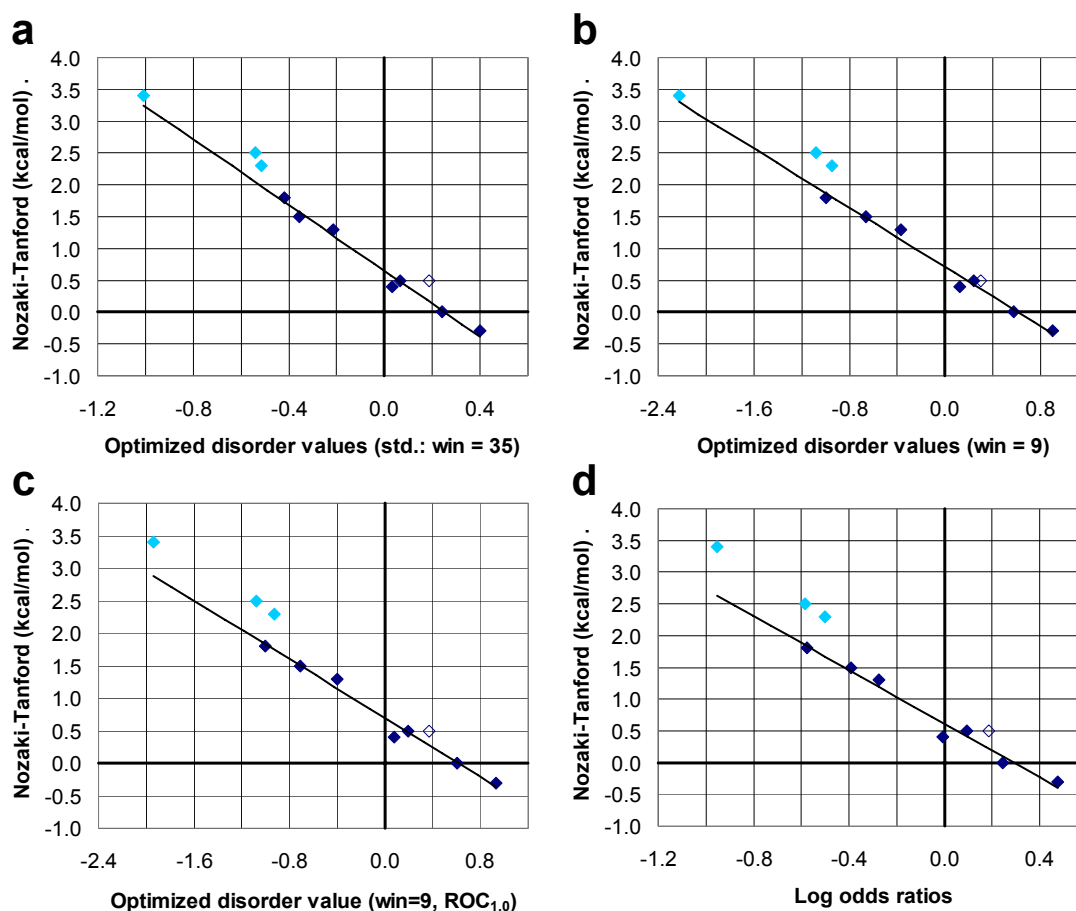 a
Nozaki-Tanford (kcal/mol) .
4.0
3.5
3.0
2.5
2.0
1.5
1.0
0.5
0.0
-0.5
-1.0
-1.2 -0.8 -0.4 0.0 0.4
Optimized disorder values (std.: win = 35)
b
Nozaki-Tanford (kcal/mol) .
4.0
3.5
3.0
2.5
2.0
1.5
1.0
0.5
0.0
-0.5
-1.0
-2.4 -1.6 -0.8 0.0 0.8
Optimized disorder values (win = 9)
c
Nozaki-Tanford (kcal/mol) .
4.0
3.5
3.0
2.5
2.0
1.5
1.0
0.5
0.0
-0.5
-1.0
-2.4 -1.6 -0.8 0.0 0.8
Optimized disorder value (win=9, ROC1.0)
d
Nozaki-Tanford (kcal/mol) .
4.0
3.5
3.0
2.5
2.0
1.5
1.0
0.5
0.0
-0.5
-1.0
-1.2 -0.8 -0.4 0.0 0.4
Log odds ratios